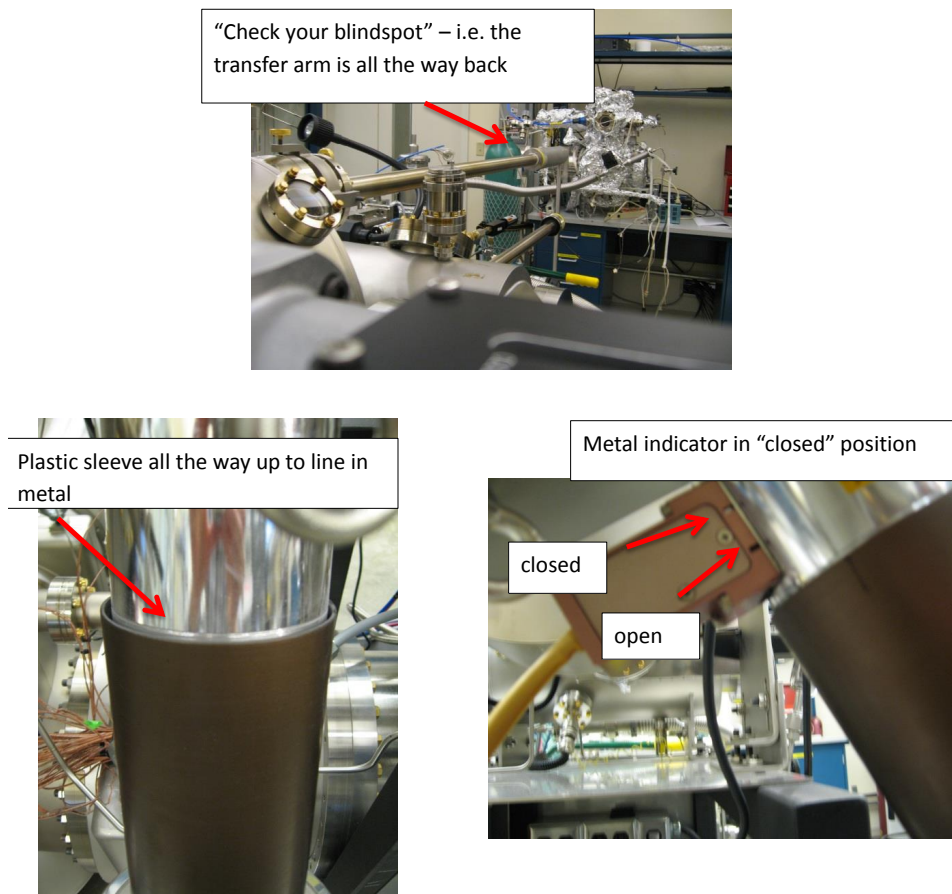 “Check your blindspot” – i.e. the
transfer arm is all the way back
Plastic sleeve all the way up to line in
metal
Metal indicator in “closed” position
closed
open